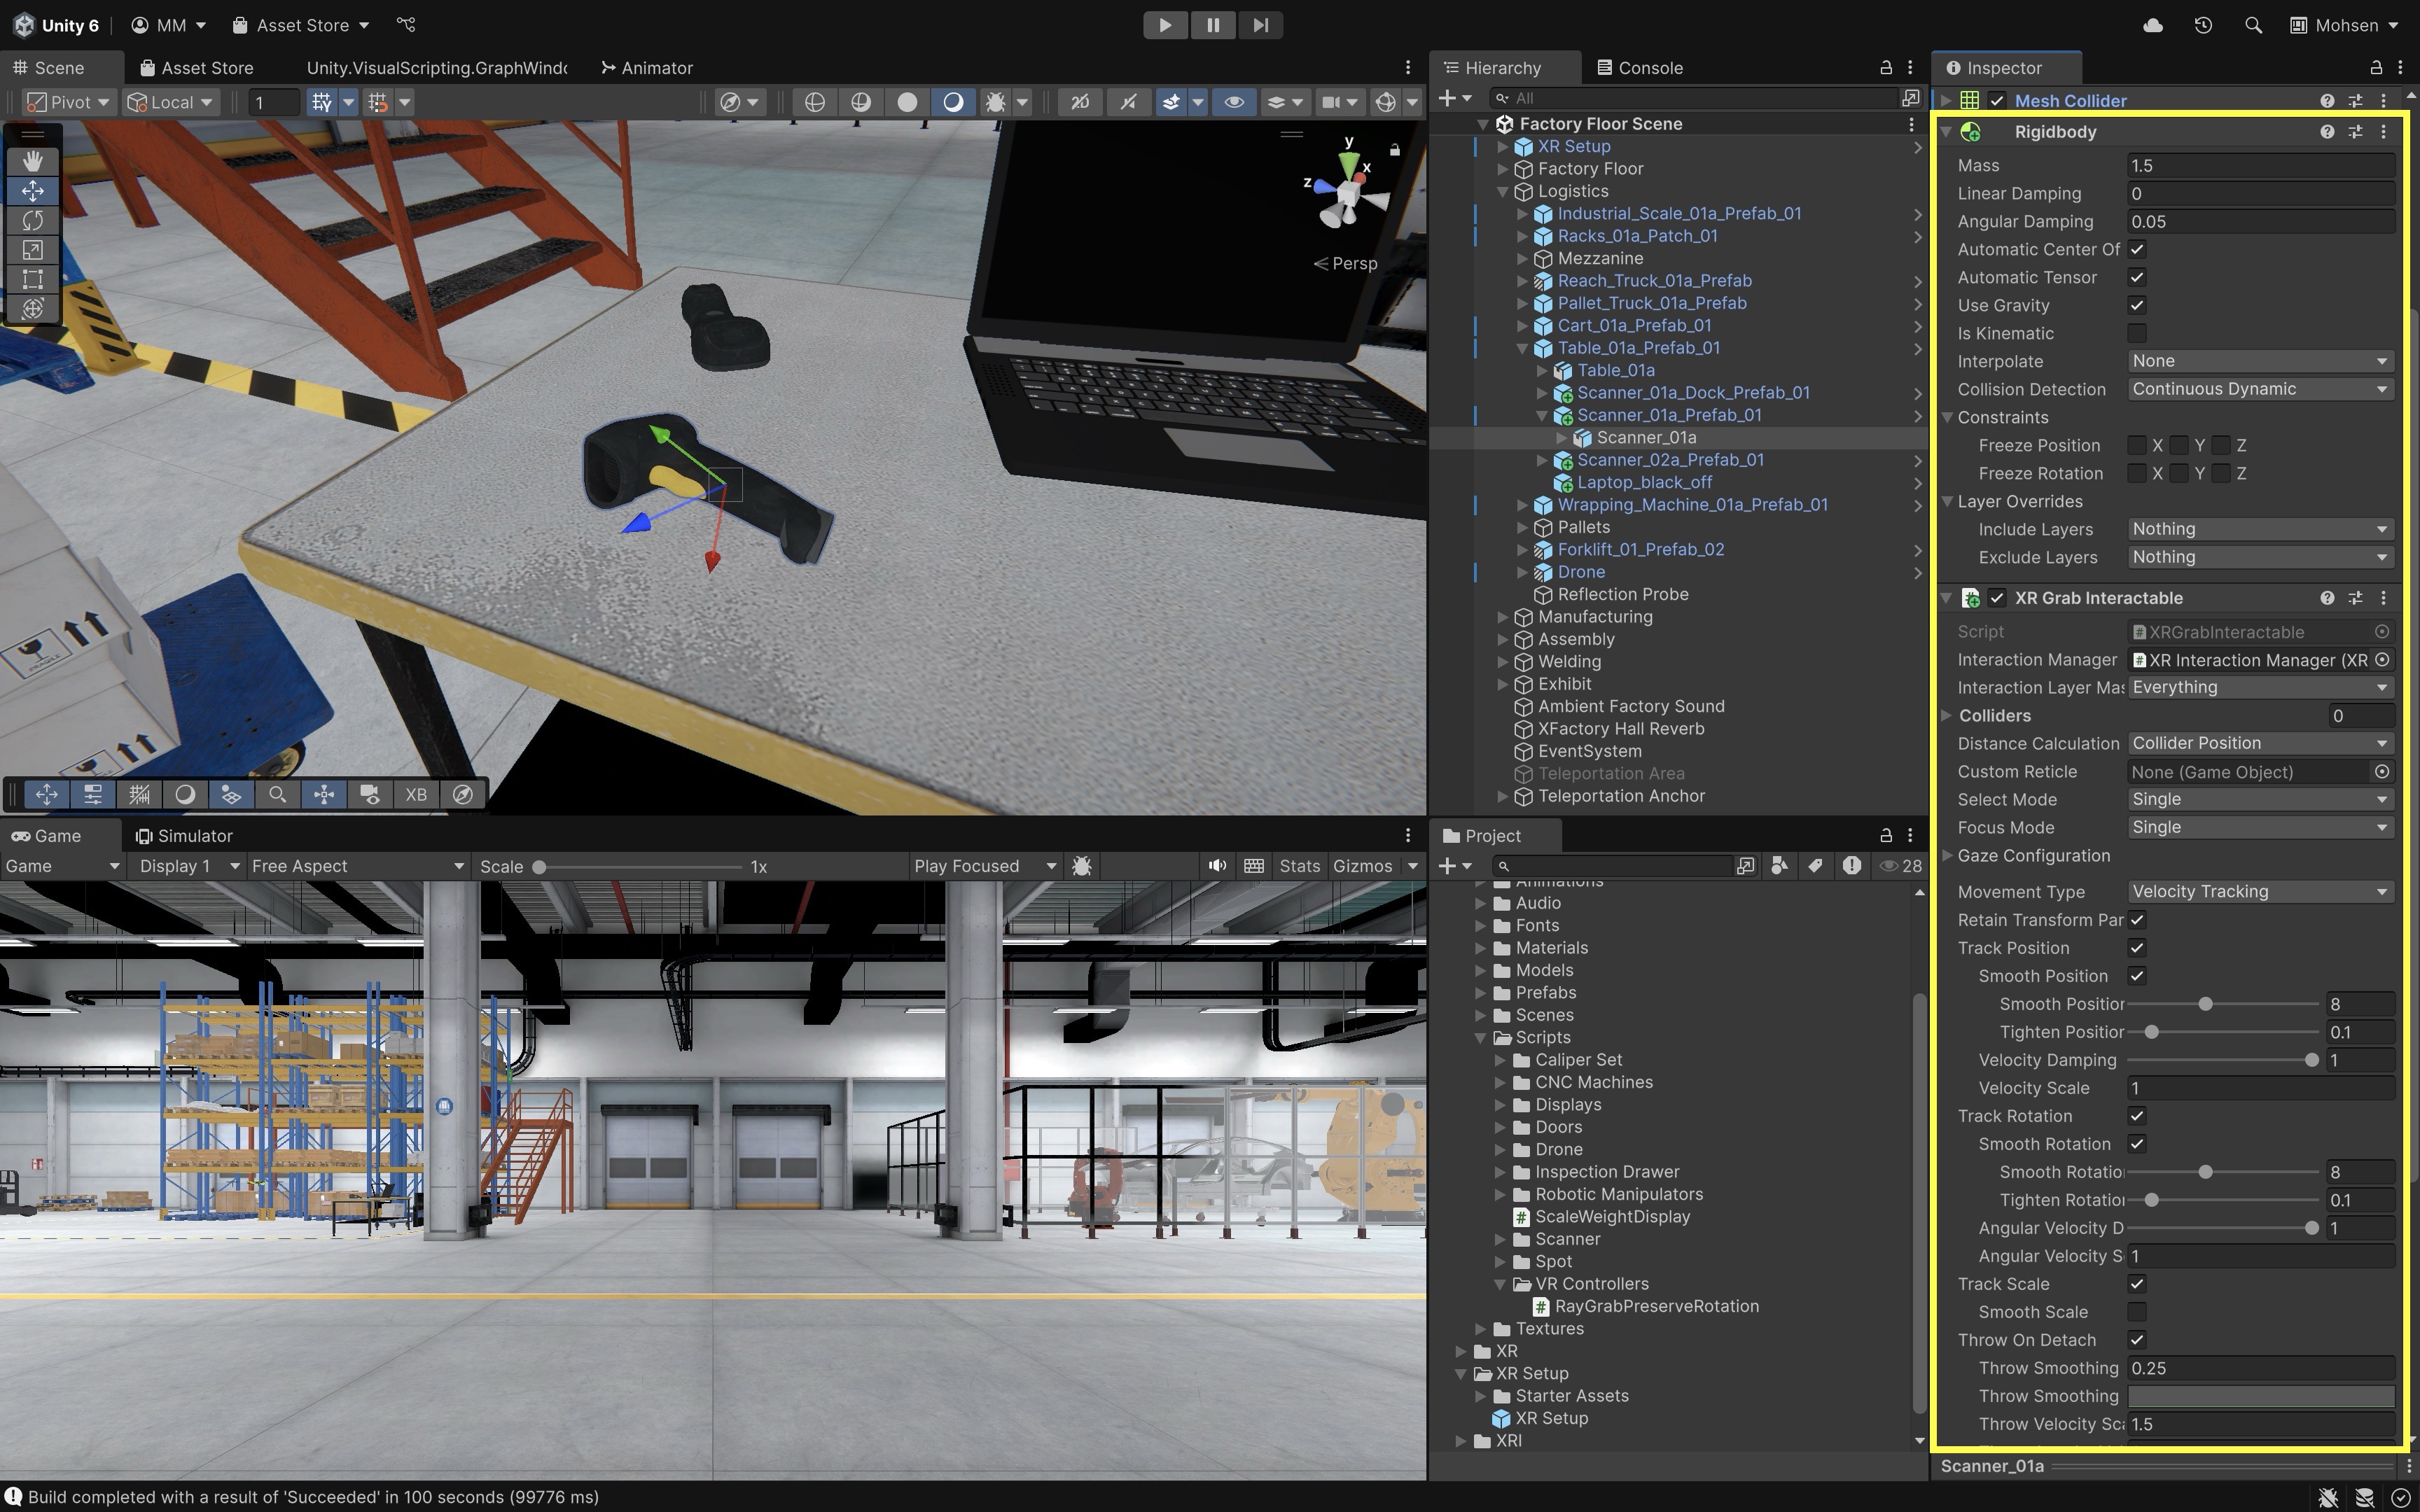 Unity 6
MM
Asset Store
Mohsen
Scene
Asset Store
Unity.VisualScripting.GraphWindo
Animator
Pivot
Local
1
2D
y
x
z
Persp
XB
Hierarchy
Console
All
Factory Floor Scene
XR Setup
Factory Floor
Logistics
Industrial_Scale_01a_Prefab_01
Racks_01a_Patch_01
Mezzanine
Reach_Truck_01a_Prefab
Pallet_Truck_01a_Prefab
Cart_01a_Prefab_01
Table_01a_Prefab_01
Table_01a
Scanner_01a_Dock_Prefab_01
Scanner_01a_Prefab_01
Scanner_01a
Scanner_02a_Prefab_01
Laptop_black_off
Wrapping_Machine_01a_Prefab_01
Pallets
Forklift_01_Prefab_02
Drone
Reflection Probe
Manufacturing
Assembly
Welding
Exhibit
Ambient Factory Sound
XFactory Hall Reverb
EventSystem
Teleportation Area
Teleportation Anchor
Game
Simulator
Game
Display 1
Free Aspect
Scale
1x
Play Focused
Stats
Gizmos
Project
28
Animations
Audio
Fonts
Materials
Models
Prefabs
Scenes
Scripts
Caliper Set
CNC Machines
Displays
Doors
Drone
Inspection Drawer
Robotic Manipulators
ScaleWeightDisplay
Scanner
Spot
VR Controllers
RayGrabPreserveRotation
Textures
XR
XR Setup
Starter Assets
XR Setup
XRI
Inspector
Mesh Collider
Rigidbody
Mass 1.5
Linear Damping 0
Angular Damping 0.05
Automatic Center Of
Automatic Tensor
Use Gravity
Is Kinematic
Interpolate None
Collision Detection Continuous Dynamic
Constraints
Freeze Position X Y Z
Freeze Rotation X Y Z
Layer Overrides
Include Layers Nothing
Exclude Layers Nothing
XR Grab Interactable
Script XRGrabInteractable
Interaction Manager XR Interaction Manager (XR
Interaction Layer Mas Everything
Colliders 0
Distance Calculation Collider Position
Custom Reticle None (Game Object)
Select Mode Single
Focus Mode Single
Gaze Configuration
Movement Type Velocity Tracking
Retain Transform Par
Track Position
Smooth Position
Smooth Position 8
Tighten Position 0.1
Velocity Damping 1
Velocity Scale 1
Track Rotation
Smooth Rotation
Smooth Rotatio 8
Tighten Rotation 0.1
Angular Velocity D 1
Angular Velocity S 1
Track Scale
Smooth Scale
Throw On Detach
Throw Smoothing 0.25
Throw Smoothing
Throw Velocity Sca 1.5
Scanner_01a
Build completed with a result of 'Succeeded' in 100 seconds (99776 ms)